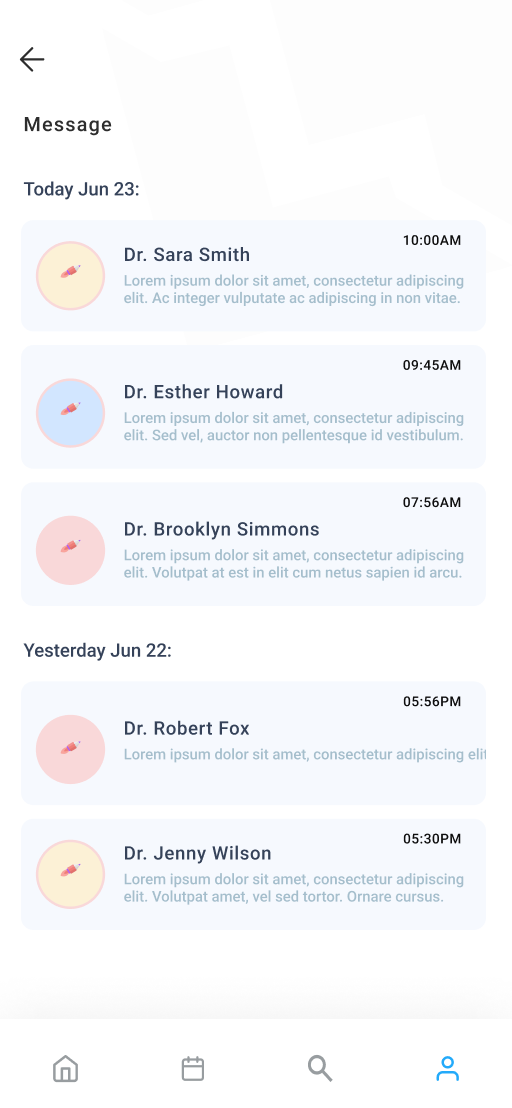 Message
Today Jun 23:
10:00AM
Dr. Sara Smith
Lorem ipsum dolor sit amet, consectetur adipiscing
elit. Ac integer vulputate ac adipiscing in non vitae.
09:45AM
Dr. Esther Howard
Lorem ipsum dolor sit amet, consectetur adipiscing
elit. Sed vel, auctor non pellentesque id vestibulum.
07:56AM
Dr. Brooklyn Simmons
Lorem ipsum dolor sit amet, consectetur adipiscing
elit. Volutpat at est in elit cum netus sapien id arcu.
Yesterday Jun 22:
05:56PM
Dr. Robert Fox
Lorem ipsum dolor sit amet, consectetur adipiscing elit
05:30PM
Dr. Jenny Wilson
Lorem ipsum dolor sit amet, consectetur adipiscing
elit. Volutpat amet, vel sed tortor. Ornare cursus.